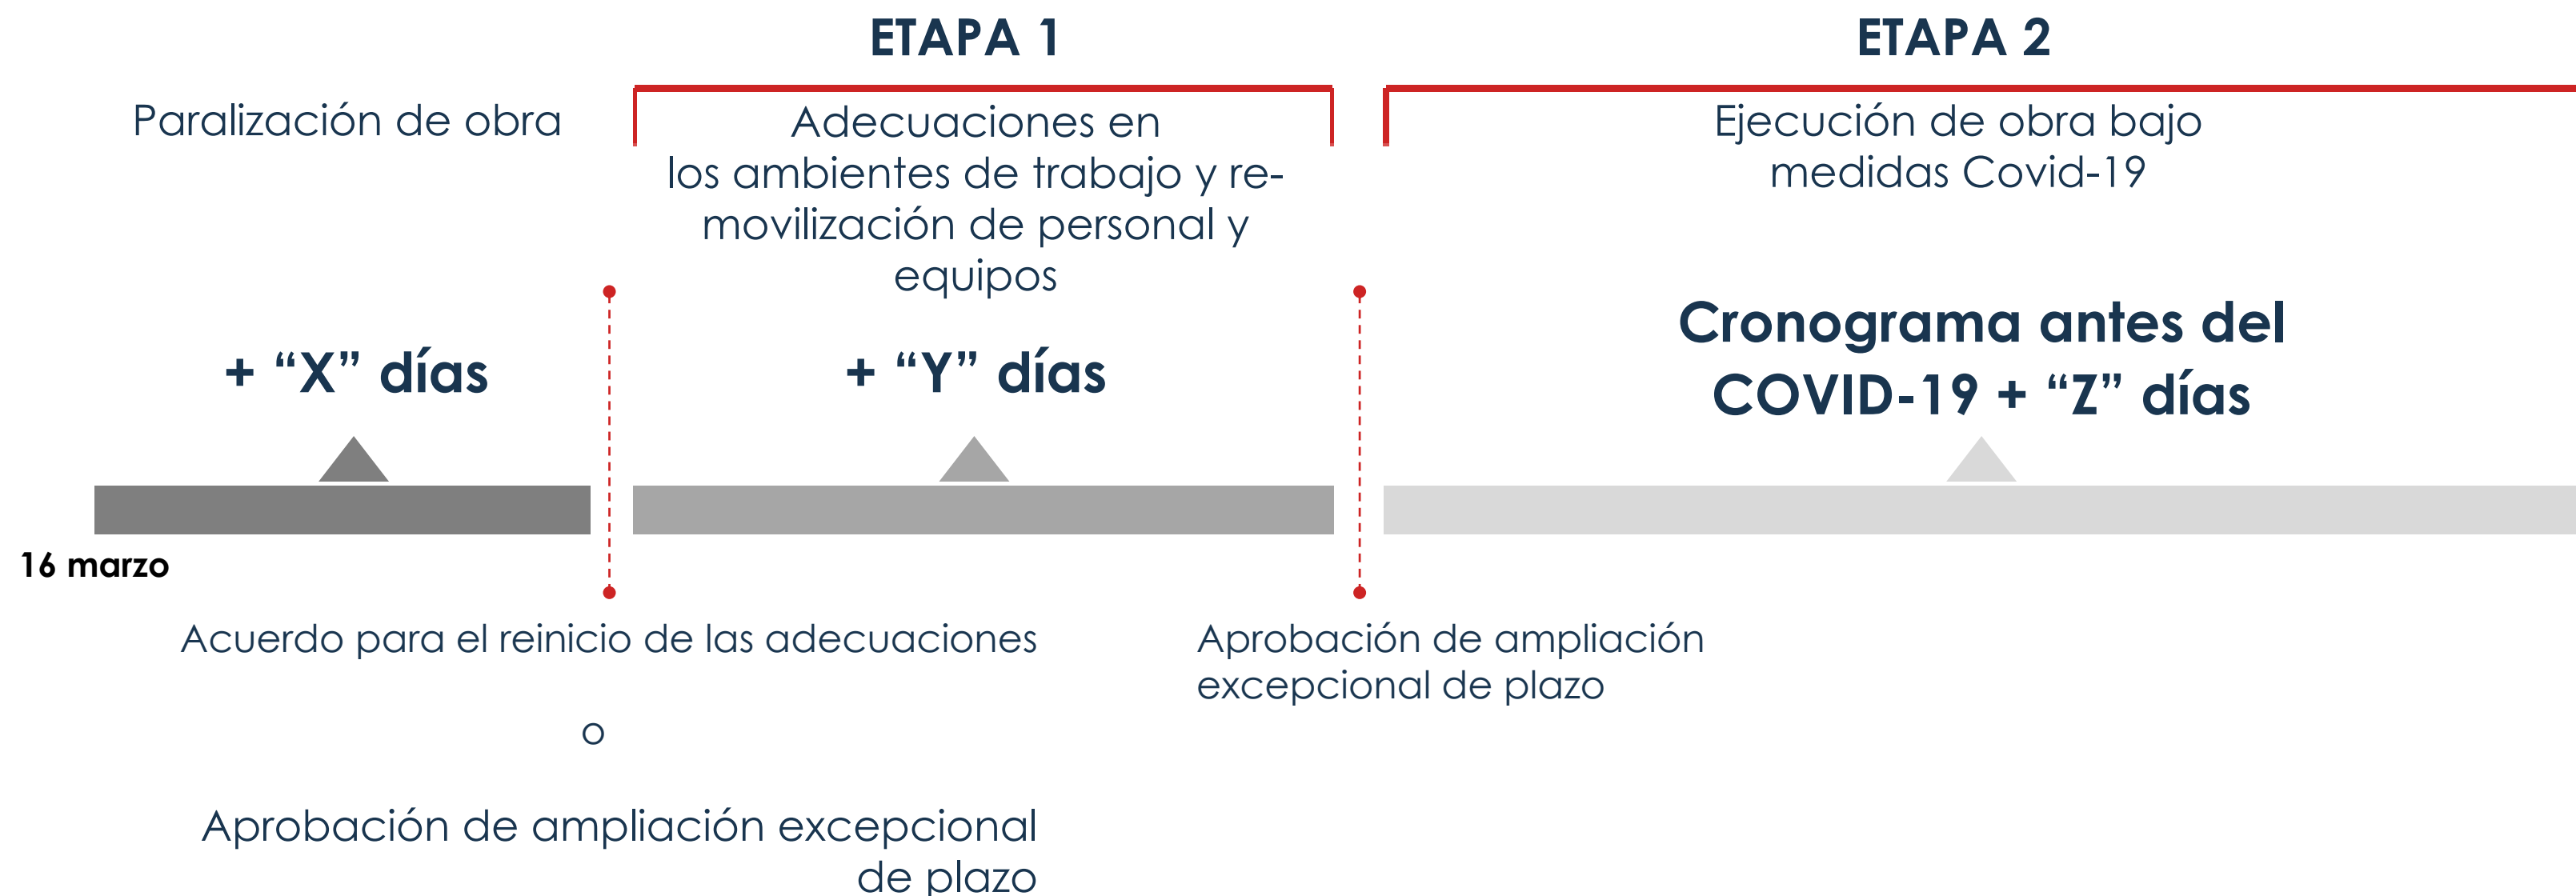 ETAPA 1
ETAPA 2
Paralización de obra
Adecuaciones en
los ambientes de trabajo y re-
movilización de personal y
equipos
Ejecución de obra bajo
medidas Covid-19
+ “X” días
+ “Y” días
Cronograma antes del
COVID-19 + “Z” días
16 marzo
Acuerdo para el reinicio de las adecuaciones
o
Aprobación de ampliación excepcional
de plazo
Aprobación de ampliación
excepcional de plazo